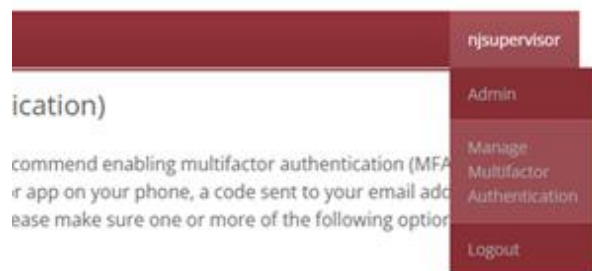 njsupervisor
Admin
Manage
Multifactor
Authentication
Logout
ication)
commend enabling multifactor authentication (MFA
r app on your phone, a code sent to your email add
ease make sure one or more of the following option